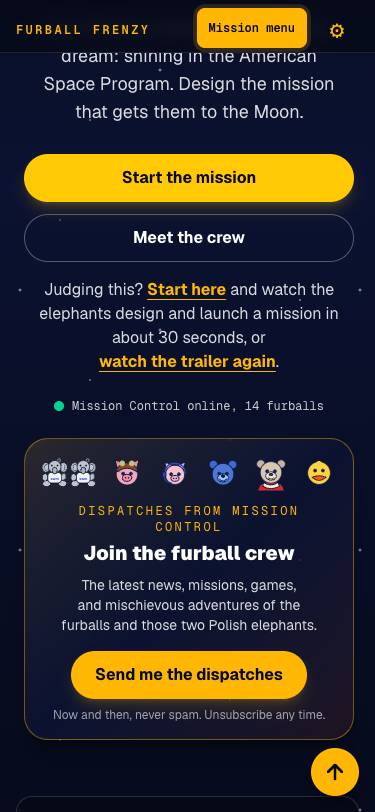 FURBALL FRENZY
Mission menu
dream: shining in the American
Space Program. Design the mission
that gets them to the Moon.
Start the mission
Meet the crew
Judging this? Start here and watch the
elephants design and launch a mission in
about 30 seconds, or
watch the trailer again.
Mission Control online, 14 furballs
DISPATCHES FROM MISSION
CONTROL
Join the furball crew
The latest news, missions, games,
and mischievous adventures of the
furballs and those two Polish elephants.
Send me the dispatches
Now and then, never spam. Unsubscribe any time.